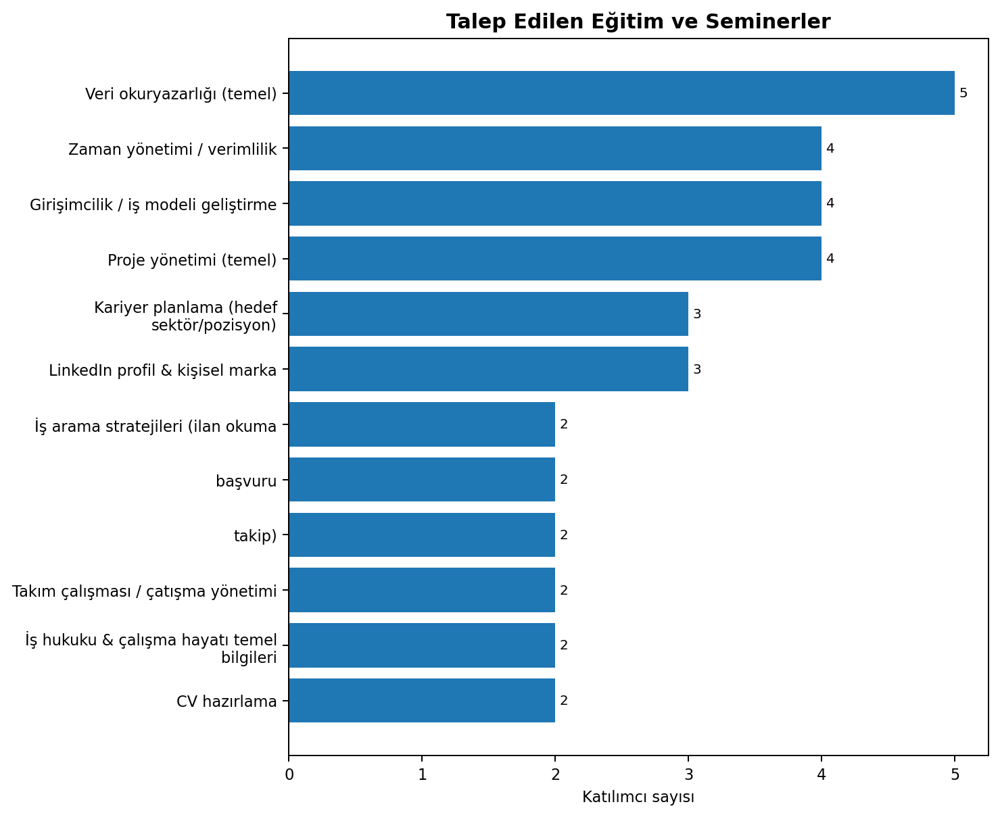 Talep Edilen Eğitim ve Seminerler
Veri okuryazarlığı (temel)
5
Zaman yönetimi / verimlilik
4
Girişimcilik / iş modeli geliştirme
4
Proje yönetimi (temel)
4
Kariyer planlama (hedef
sektör/pozisyon)
3
LinkedIn profil & kişisel marka
3
İş arama stratejileri (ilan okuma
2
başvuru
2
takip)
2
Takım çalışması / çatışma yönetimi
2
İş hukuku & çalışma hayatı temel
bilgileri
2
CV hazırlama
2
0 1 2 3 4 5
Katılımcı sayısı